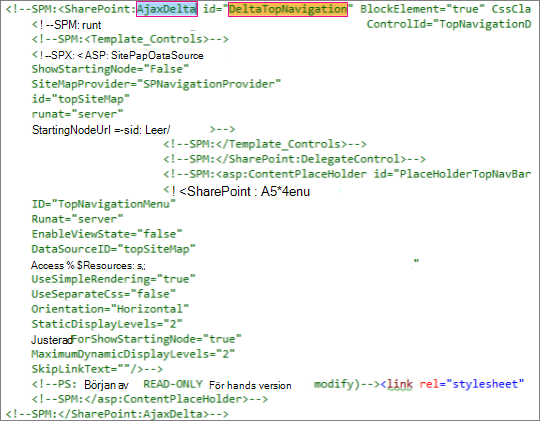 <!--SPM:<SharePoint:AjaxDelta id="DeltaTopNavigation" BlockElement="true" CssCla
<!--SPM: runt ControlId="TopNavigationD
<!--SPM:<Template_Controls>-->
<!--SPX: < ASP: SitePapOataSource
ShowStartingNode="False"
SiteMapProvider="SPNavigationProvider"
id="topSiteMap"
runat="server"
StartingNodeUrl =-sid: Leer/ >-->
<!--SPM:</Template_Controls>-->
<!--SPM:</SharePoint:DelegateControl>-->
<!--SPM:<asp:ContentPlaceHolder id="PlaceHolderTopNavBar
<! <SharePoint : A5*4enu
ID="TopNavigationMenu"
Runat="server"
EnableViewState="false"
DataSourceID="topSiteMap"
Access % $Resources: s,; "
UseSimpleRendering="true"
UseSeparateCss="false"
Orientation="Horizontal"
StaticDisplayLevels="2"
JusteradForShowStartingNode="true"
MaximumDynamicDisplayLevels="2"
SkipLinkText=""/>-->
<!--PS: Början av READ-ONLY För hands version modify)--><link rel="stylesheet"
<!--SPM:</asp:ContentPlaceHolder>-->
<!--SPM:</SharePoint:AjaxDelta>-->